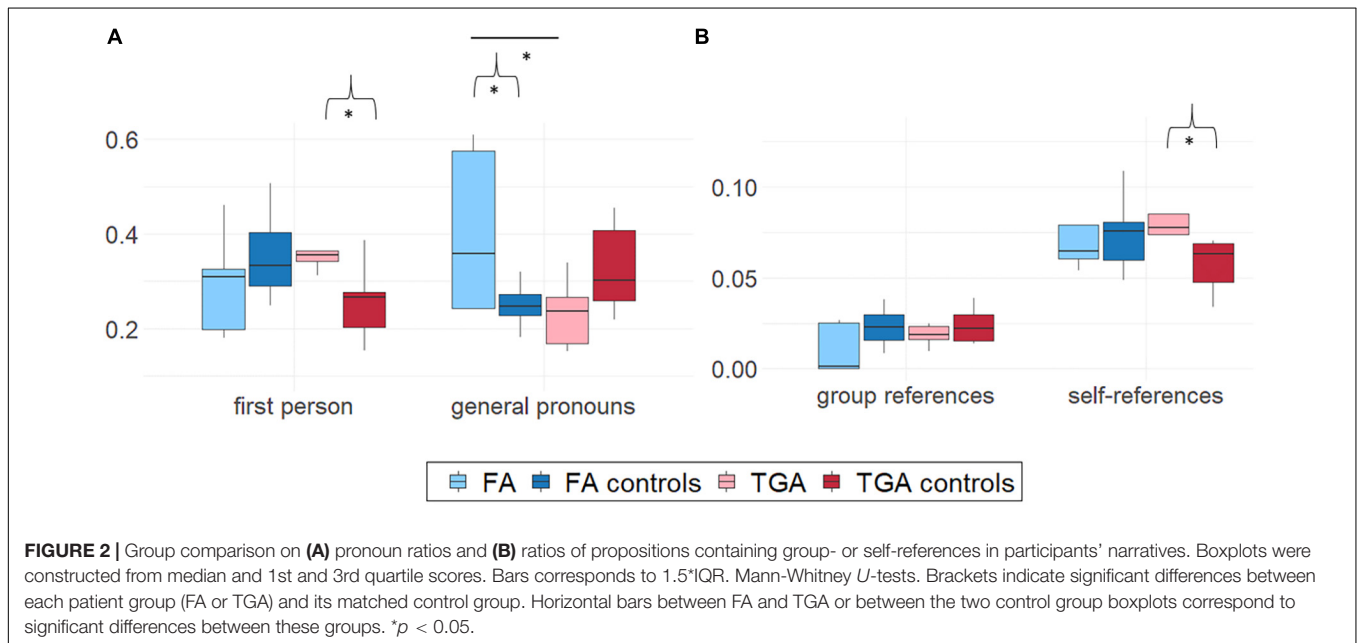 A
B
*
*
*
*
0.6
0.4
0.2
0.10
0.05
0.00
first person
general pronouns
group references
self-references
FA
FA controls
TGA
TGA controls
FIGURE 2 | Group comparison on (A) pronoun ratios and (B) ratios of propositions containing group- or self-references in participants' narratives. Boxplots were
constructed from median and 1st and 3rd quartile scores. Bars corresponds to 1.5*IQR. Mann-Whitney U-tests. Brackets indicate significant differences between
each patient group (FA or TGA) and its matched control group. Horizontal bars between FA and TGA or between the two control group boxplots correspond to
significant differences between these groups. *p < 0.05.